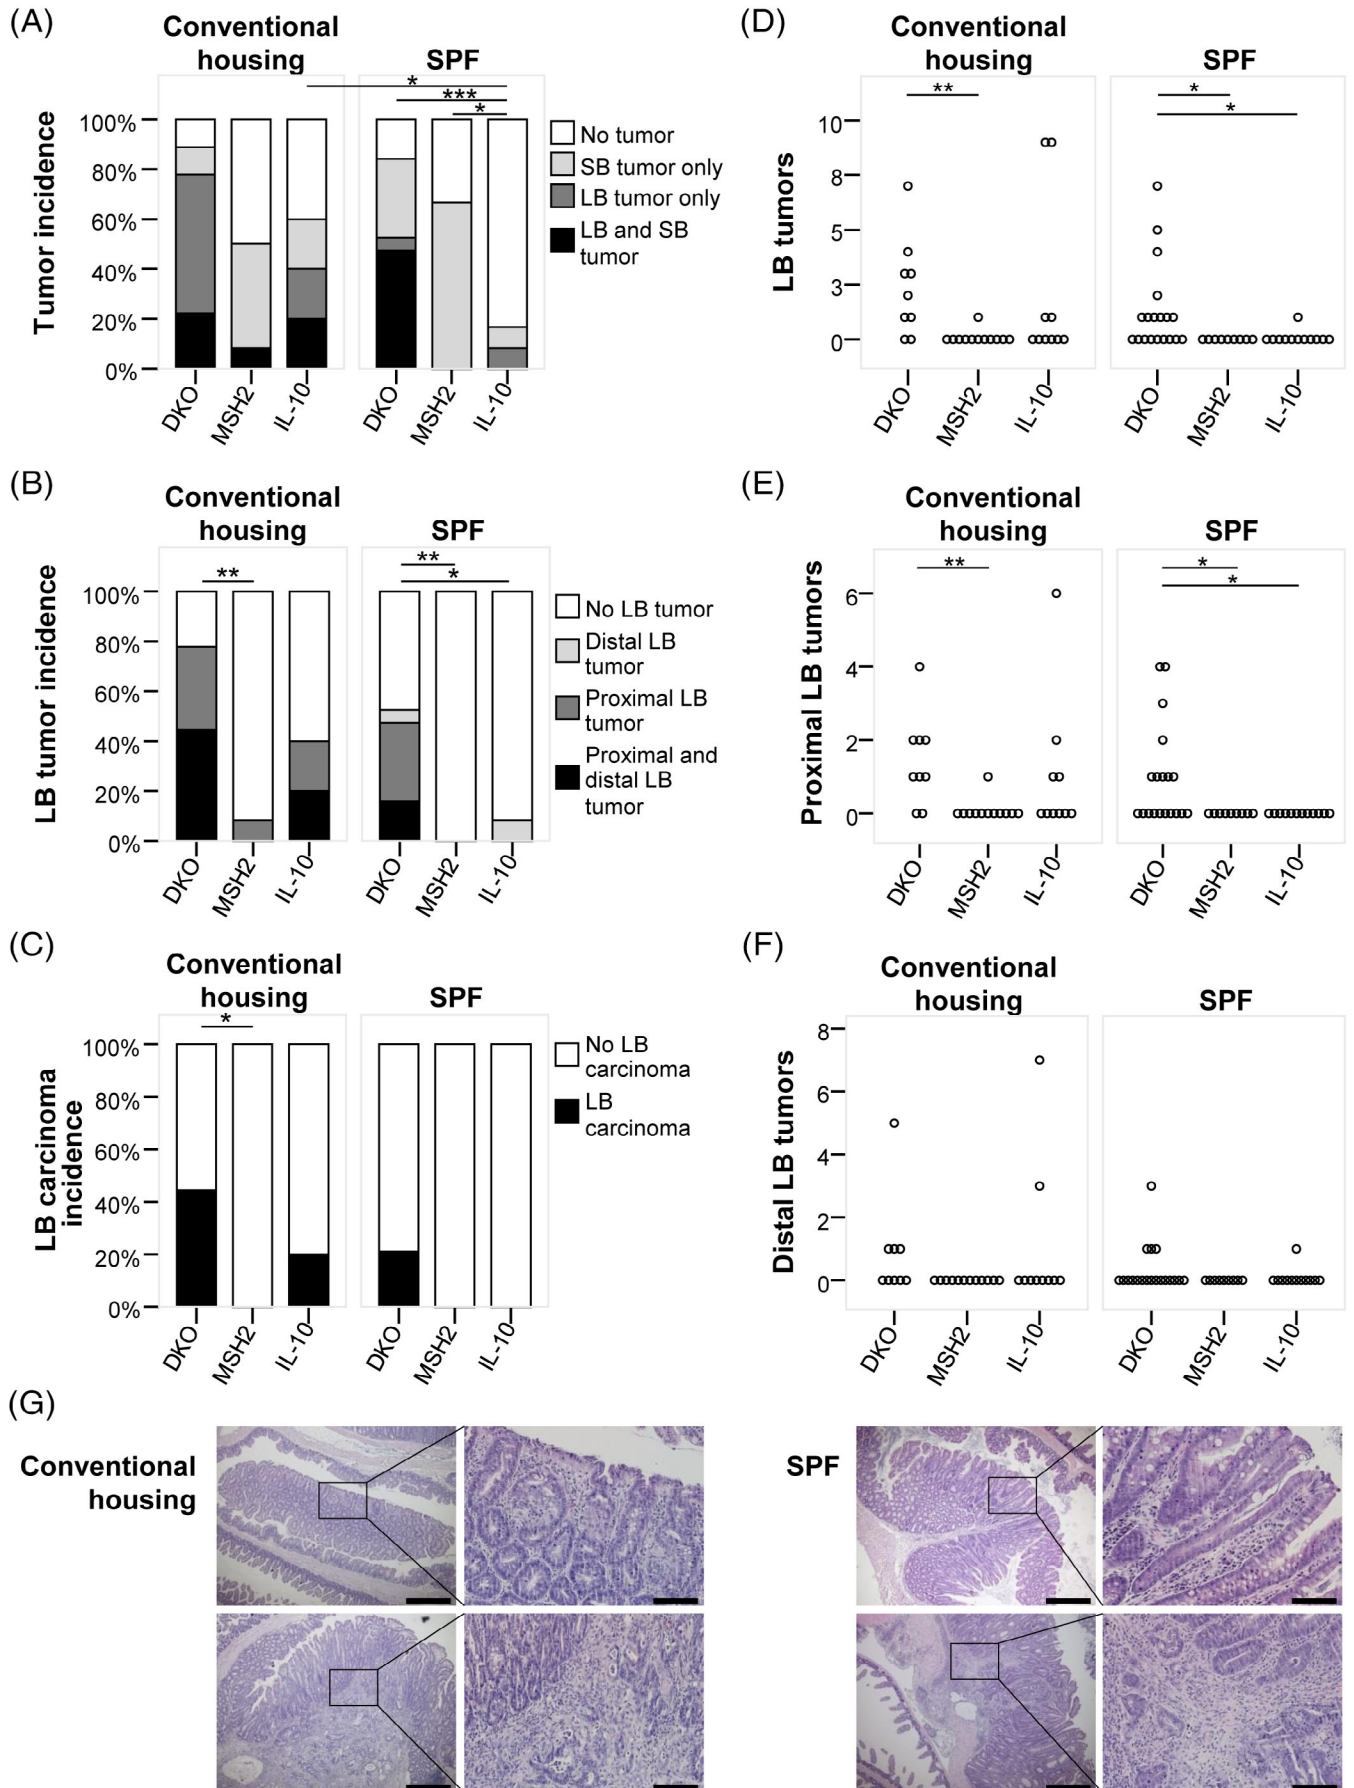 (A)
Conventional
housing
SPF
*
***
*
Tumor incidence
100%
80%
60%
40%
20%
0%
DKO
MSH2
IL-10
DKO
MSH2
IL-10
No tumor
SB tumor only
LB tumor only
LB and SB
tumor
(D)
Conventional
housing
SPF
**
*
*
LB tumors
10
8
5
3
0
DKO
MSH2
IL-10
DKO
MSH2
IL-10
(B)
Conventional
housing
SPF
**
**
*
LB tumor incidence
100%
80%
60%
40%
20%
0%
DKO
MSH2
IL-10
DKO
MSH2
IL-10
No LB tumor
Distal LB
tumor
Proximal LB
tumor
Proximal and
distal LB
tumor
(E)
Conventional
housing
SPF
**
*
*
Proximal LB tumors
6
4
2
0
DKO
MSH2
IL-10
DKO
MSH2
IL-10
(C)
Conventional
housing
SPF
*
LB carcinoma
incidence
100%
80%
60%
40%
20%
0%
DKO
MSH2
IL-10
DKO
MSH2
IL-10
No LB
carcinoma
LB
carcinoma
(F)
Conventional
housing
SPF
Distal LB tumors
8
6
4
2
0
DKO
MSH2
IL-10
DKO
MSH2
IL-10
(G)
Conventional
housing
SPF